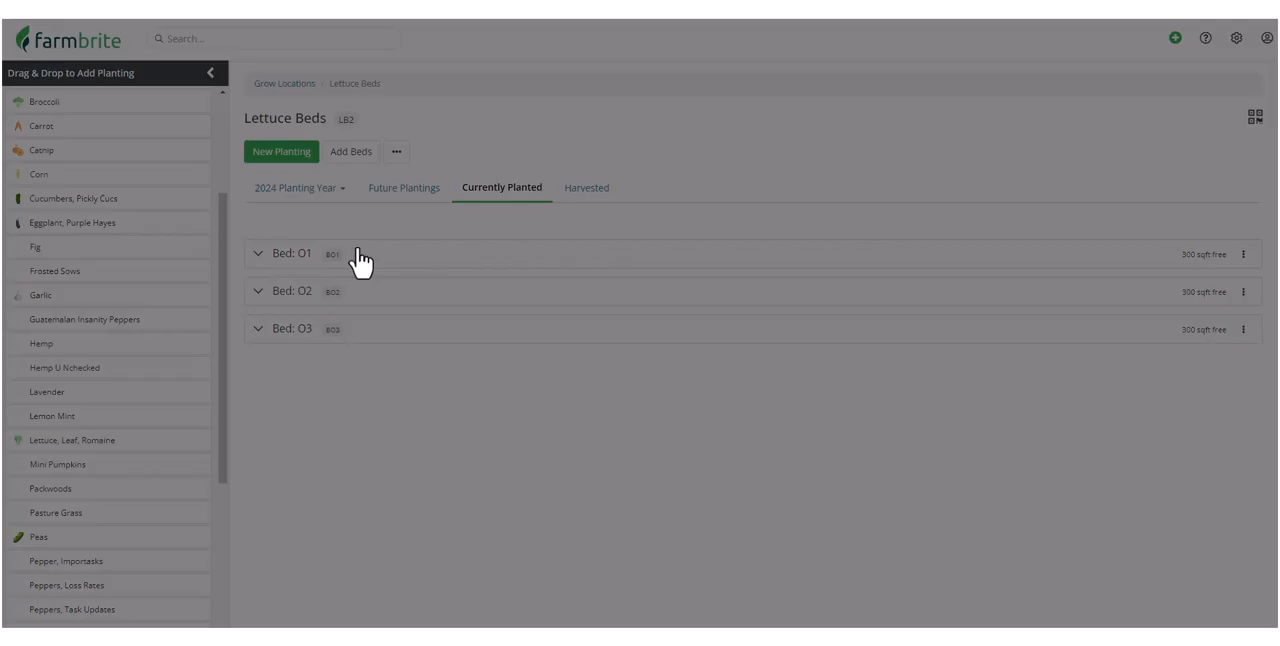 farmbrite
Search...
Drag & Drop to Add Planting
Broccoli
Carrot
Catnip
Corn
Cucumbers, Pickly Cucs
Eggplant, Purple Hayes
Fig
Frosted Sows
Garlic
Guatemalan Insanity Peppers
Hemp
Hemp U Nchecked
Lavender
Lemon Mint
Lettuce, Leaf, Romaine
Mini Pumpkins
Packwoods
Pasture Grass
Peas
Pepper, Importasks
Peppers, Loss Rates
Peppers, Task Updates
Grow Locations / Lettuce Beds
Lettuce Beds LB2
New Planting Add Beds ...
2024 Planting Year Future Plantings Currently Planted Harvested
Bed: O1 BO1 300 sqft free
Bed: O2 BO2 300 sqft free
Bed: O3 BO3 300 sqft free